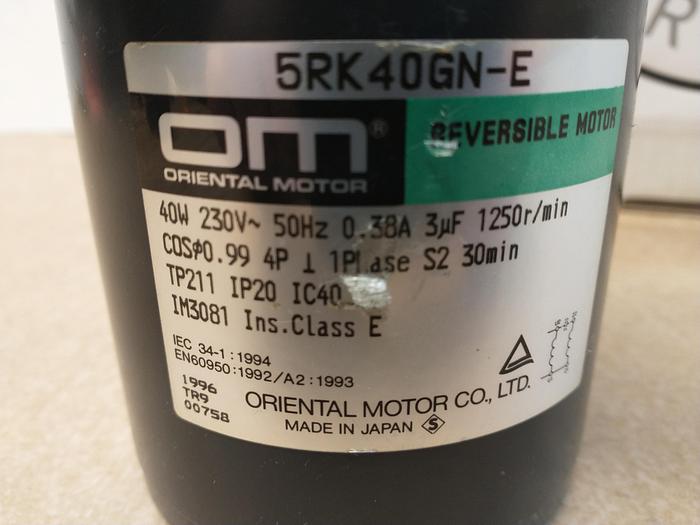 5RK40GN-E
om®
ORIENTAL MOTOR
REVERSIBLE MOTOR
40W 230V~ 50Hz 0.38A 3µF 1250r/min
COSφ0.99 4P ⊥ 1Phase S2 30min
TP211 IP20 IC40
IM3081 Ins.Class E
IEC 34-1:1994
EN60950:1992/A2:1993
1996
TR9
00758
ORIENTAL MOTOR CO., LTD.
MADE IN JAPAN S
R